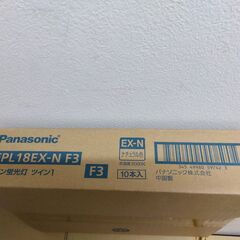 Panasonic
FPL18EX-N F3
ン蛍光灯 ツイン1
F3
EX-N
ナチュラル色
10本入
パナソニック株式会社
中国製